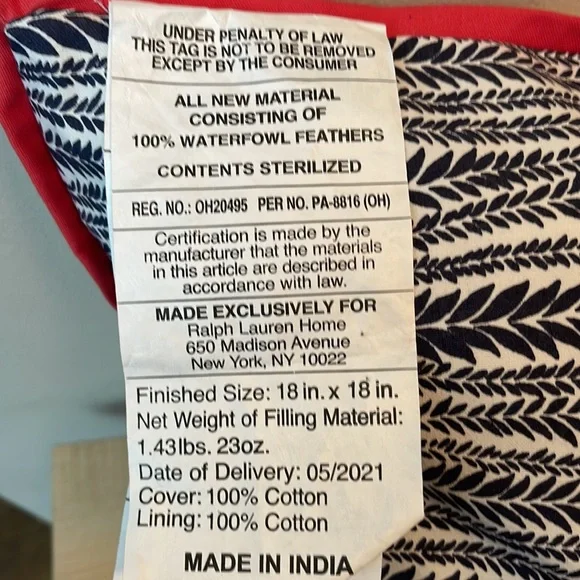 UNDER PENALTY OF LAW
THIS TAG IS NOT TO BE REMOVED
EXCEPT BY THE CONSUMER
ALL NEW MATERIAL
CONSISTING OF
100% WATERFOWL FEATHERS
CONTENTS STERILIZED
REG. NO.: OH20495 PER NO. PA-8816 (OH)
Certification is made by the
manufacturer that the materials
in this article are described in
accordance with law.
MADE EXCLUSIVELY FOR
Ralph Lauren Home
650 Madison Avenue
New York, NY 10022
Finished Size: 18 in. x 18 in.
Net Weight of Filling Material:
1.43lbs. 23oz.
Date of Delivery: 05/2021
Cover: 100% Cotton
Lining: 100% Cotton
MADE IN INDIA